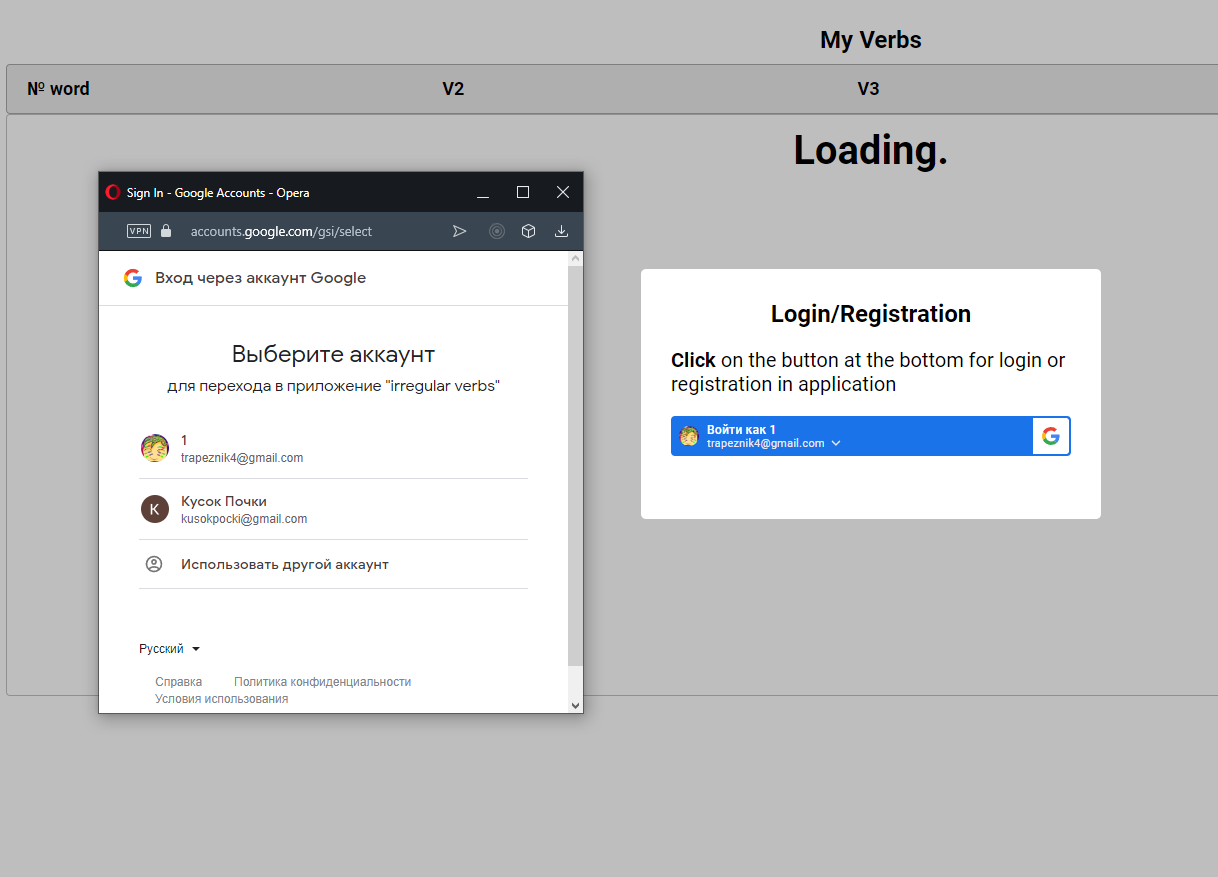 My Verbs
№ word V2 V3
Loading.
Sign In - Google Accounts - Opera
VPN accounts.google.com/gsi/select
Вход через аккаунт Google
Выберите аккаунт
для перехода в приложение "irregular verbs"
1
trapeznik4@gmail.com
К
Кусок Почки
kusokpocki@gmail.com
Использовать другой аккаунт
Русский
Справка Политика конфиденциальности
Условия использования
Login/Registration
Click on the button at the bottom for login or
registration in application
Войти как 1
trapeznik4@gmail.com